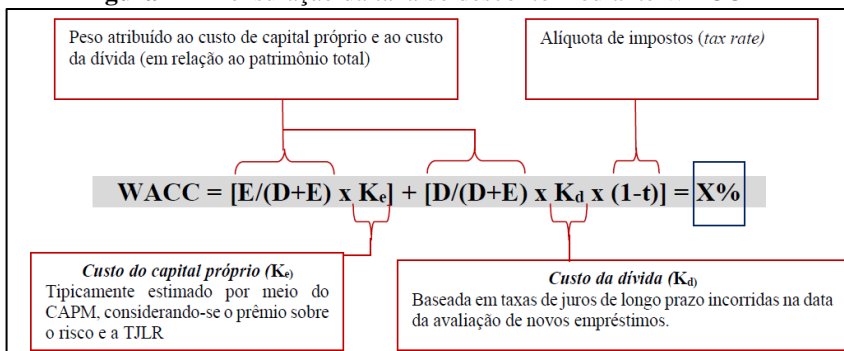 Peso atribuído ao custo de capital próprio e ao custo
da dívida (em relação ao patrimônio total)
Alíquota de impostos (tax rate)
WACC = [E/(D+E) x Kₑ] + [D/(D+E) x K_d x (1-t)] = X%
Custo do capital próprio (Kₑ)
Tipicamente estimado por meio do
CAPM, considerando-se o prêmio sobre
o risco e a TJLR
Custo da dívida (K_d)
Baseada em taxas de juros de longo prazo incorridas na data
da avaliação de novos empréstimos.